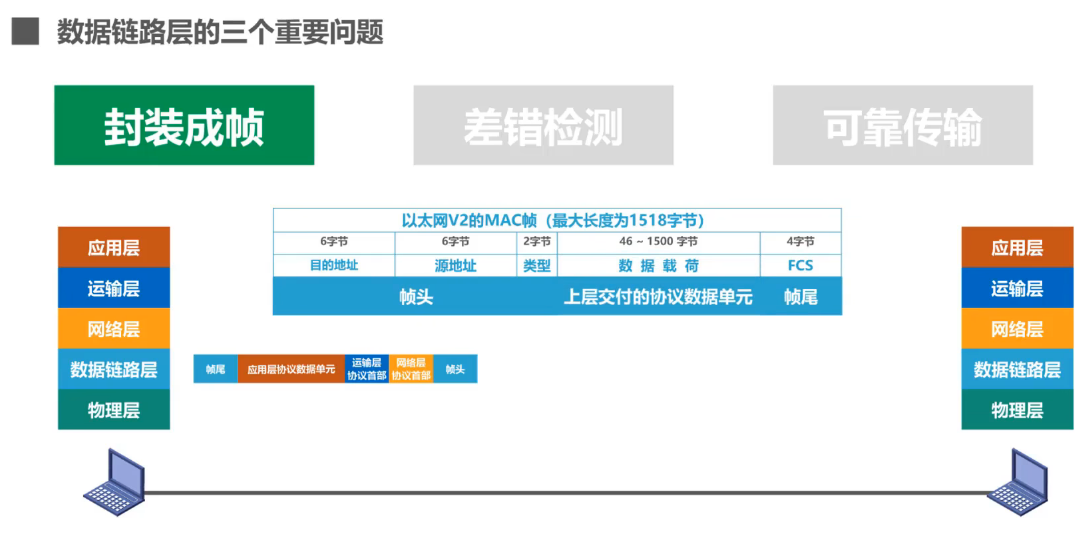 数据链路层的三个重要问题
封装成帧
差错检测
可靠传输
以太网V2的MAC帧（最大长度为1518字节）
6字节 6字节 2字节 46 ~ 1500 字节 4字节
目的地址 源地址 类型 数 据 载 荷 FCS
帧头 上层交付的协议数据单元 帧尾
应用层
运输层
网络层
数据链路层
物理层
帧尾 应用层协议数据单元 运输层 网络层 帧头
协议首部 协议首部
应用层
运输层
网络层
数据链路层
物理层